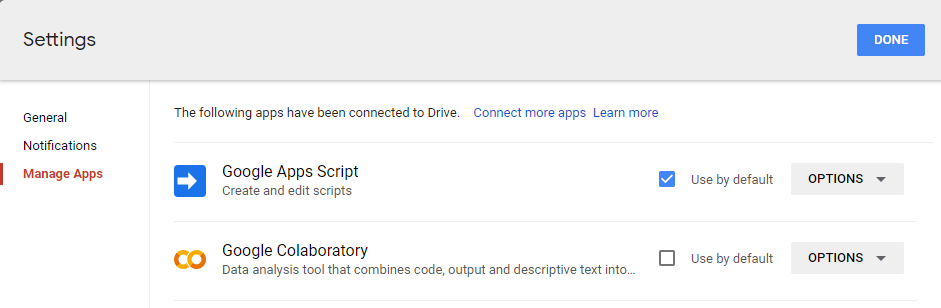 Settings
DONE
General
Notifications
Manage Apps
The following apps have been connected to Drive. Connect more apps Learn more
Google Apps Script
Create and edit scripts
Use by default
OPTIONS
Google Colaboratory
Data analysis tool that combines code, output and descriptive text into...
Use by default
OPTIONS